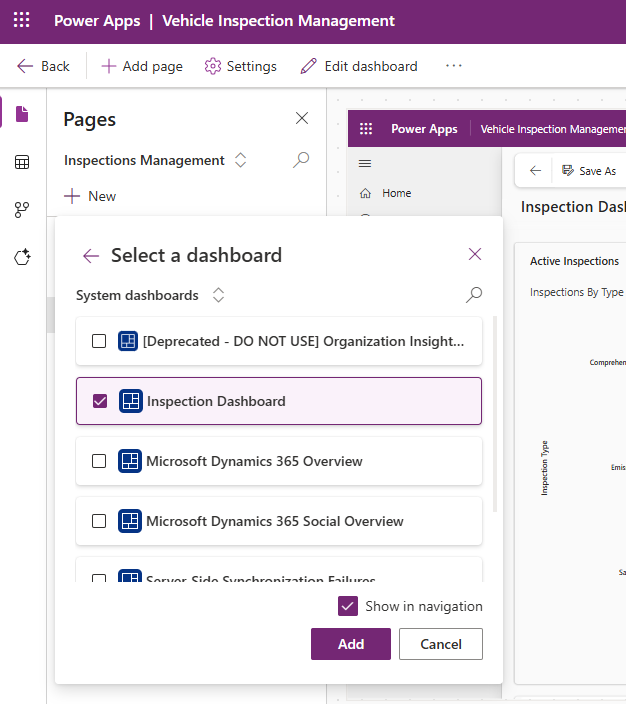 Power Apps | Vehicle Inspection Management
Back
Add page
Settings
Edit dashboard
...
Pages
Inspections Management
New
Select a dashboard
System dashboards
[Deprecated - DO NOT USE] Organization Insight...
Inspection Dashboard
Microsoft Dynamics 365 Overview
Microsoft Dynamics 365 Social Overview
Server-Side Synchronization Failures
Show in navigation
Add
Cancel
Power Apps
Vehicle Inspection Managemer
Home
Save As
Inspection Dasl
Active Inspections
Inspections By Type
Comprehen
Inspection Type
Emis
Sa